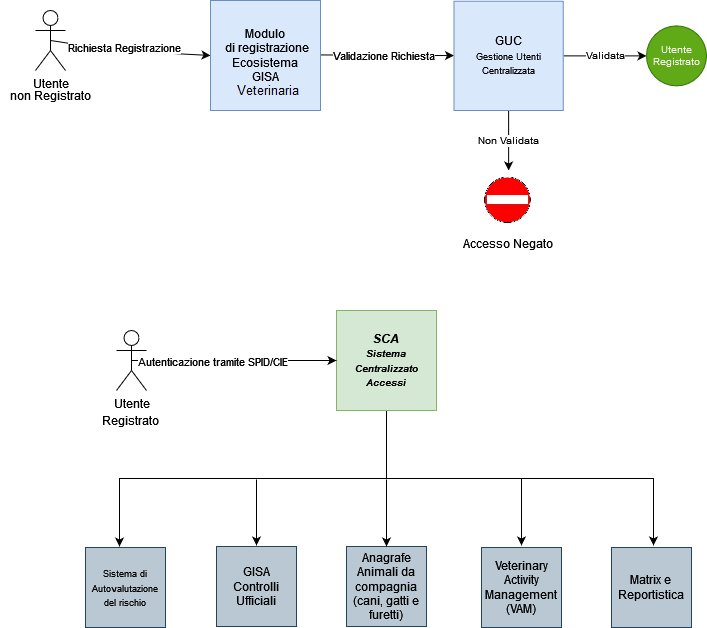 Utente
non Registrato
Richiesta Registrazione
Modulo
di registrazione
Ecosistema
GISA
Veterinaria
Validazione Richiesta
GUC
Gestione Utenti
Centralizzata
Validata
Utente
Registrato
Non Validata
Accesso Negato
Utente
Registrato
Autenticazione tramite SPID/CIE
SCA
Sistema
Centralizzato
Accessi
Sistema di
Autovalutazione
del rischio
GISA
Controlli
Ufficiali
Anagrafe
Animali da
compagnia
(cani, gatti e
furetti)
Veterinary
Activity
Management
(VAM)
Matrix e
Reportistica